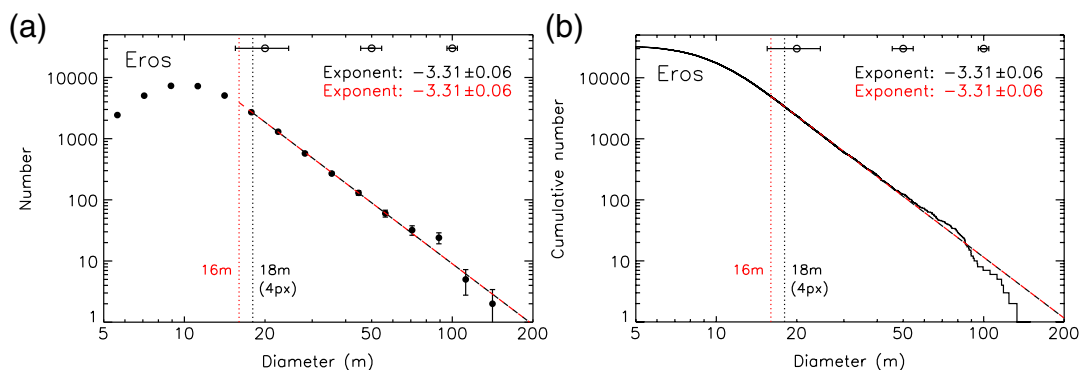 (a)
Eros
Exponent: −3.31±0.06
Exponent: −3.31±0.06
10000
1000
100
10
1
Number
16m
18m
(4px)
10
20
50
100
200
Diameter (m)
(b)
Eros
Exponent: −3.31±0.06
Exponent: −3.31±0.06
10000
1000
100
10
1
Cumulative number
16m
18m
(4px)
5
10
20
50
100
200
Diameter (m)